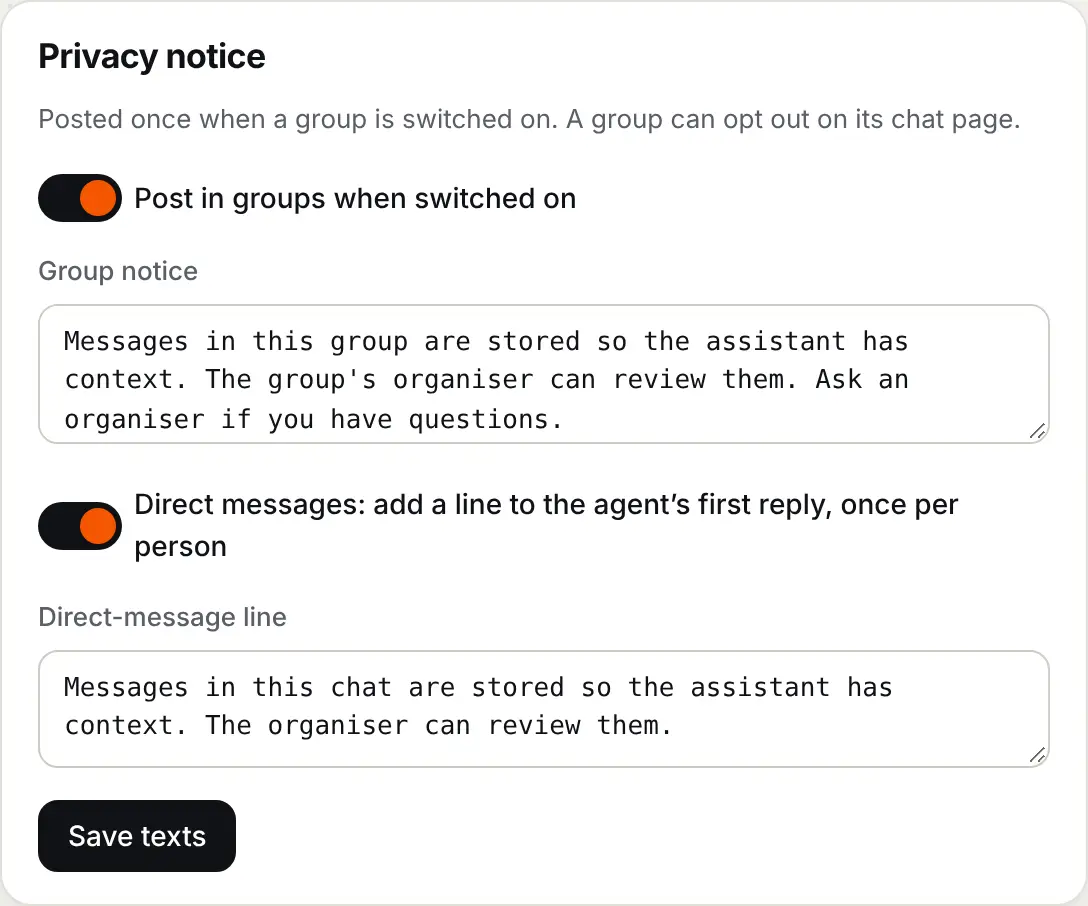 Privacy notice
Posted once when a group is switched on. A group can opt out on its chat page.
Post in groups when switched on
Group notice
Messages in this group are stored so the assistant has
context. The group's organiser can review them. Ask an
organiser if you have questions.
Direct messages: add a line to the agent’s first reply, once per
person
Direct-message line
Messages in this chat are stored so the assistant has
context. The organiser can review them.
Save texts